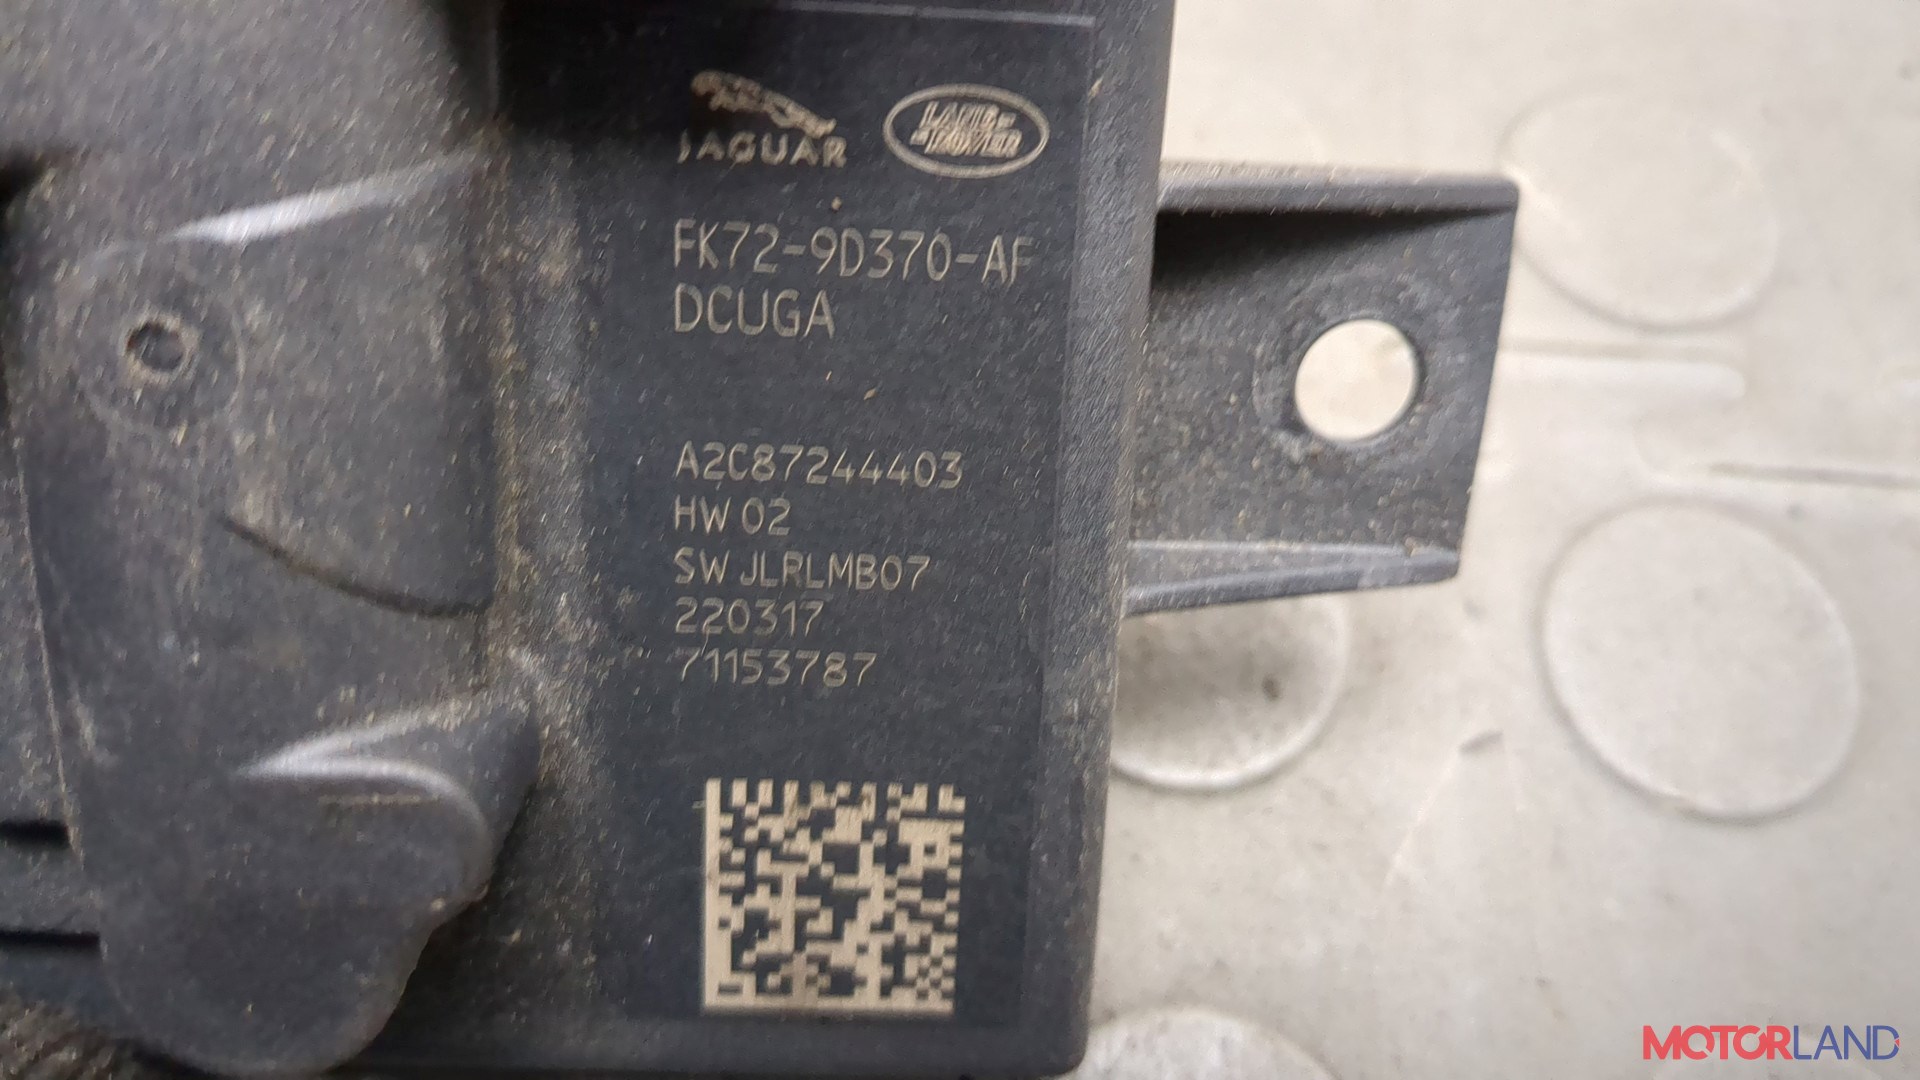 JAGUAR
LAND-
-ROVER
FK72-9D370-AF
DCUGA
A2C87244403
HW 02
SW JLRLMB07
220317
71153787
MOTORLAND